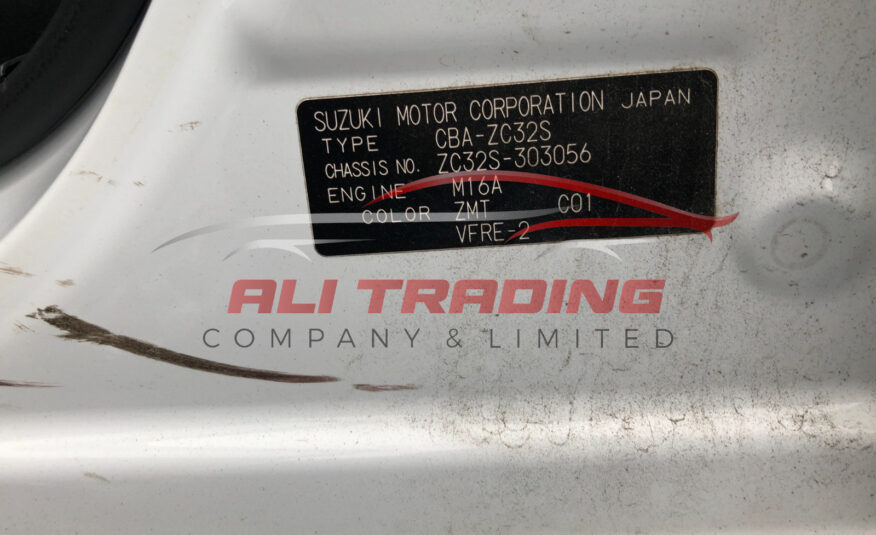 SUZUKI MOTOR CORPORATION JAPAN
TYPE CBA-ZC32S
CHASSIS NO. ZC32S-303056
ENGINE M16A
COLOR ZMT C01
VFRE-2
ALI TRADING
COMPANY & LIMITED